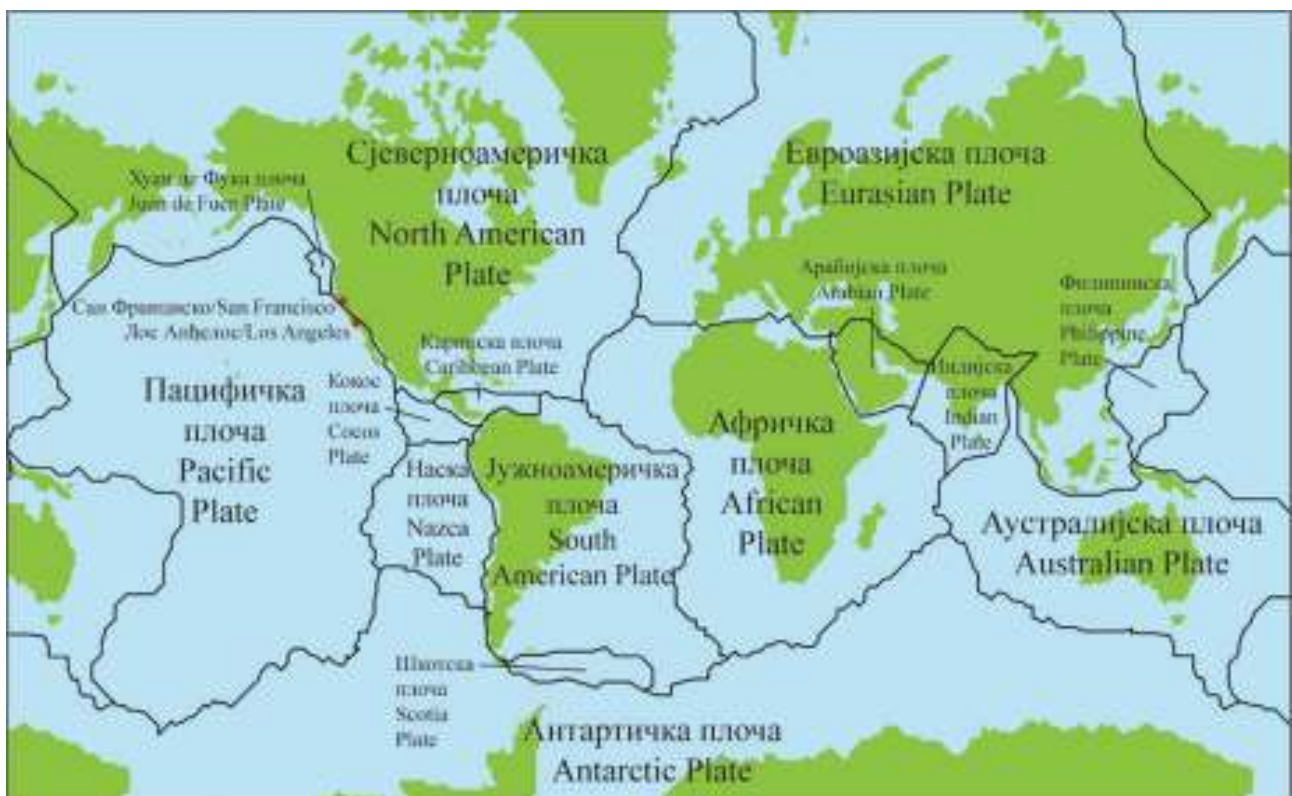 Сјеверноамеричка
плоча
North American
Plate
Евроазијска плоча
Eurasian Plate
Хуан де Фука плоча
Juan de Fuca Plate
Арабијска плоча
Arabian Plate
Филипинска
плоча
Philippine
Plate
Сан Франциско/San Francisco
Лос Анђелос/Los Angeles
Карипска плоча
Caribbean Plate
Пацифичка
плоча
Pacific
Plate
Кокос
плоча
Cocos
Plate
Индијска
плоча
Indian
Plate
Афричка
плоча
African
Plate
Наска
плоча
Nazca
Plate
Јужноамеричка
плоча
South
American Plate
Аустралијска плоча
Australian Plate
Шкотска
плоча
Scotia
Plate
Антартичка плоча
Antarctic Plate